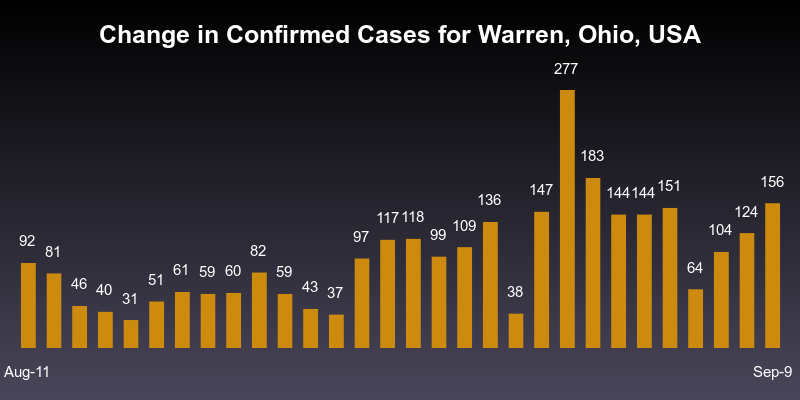 Change in Confirmed Cases for Warren, Ohio, USA
92 81 46 40 31 51 61 59 60 82 59 43 37 97 117 118 99 109 136 38 147 277 183 144 144 151 64 104 124 156
Aug-11 Sep-9